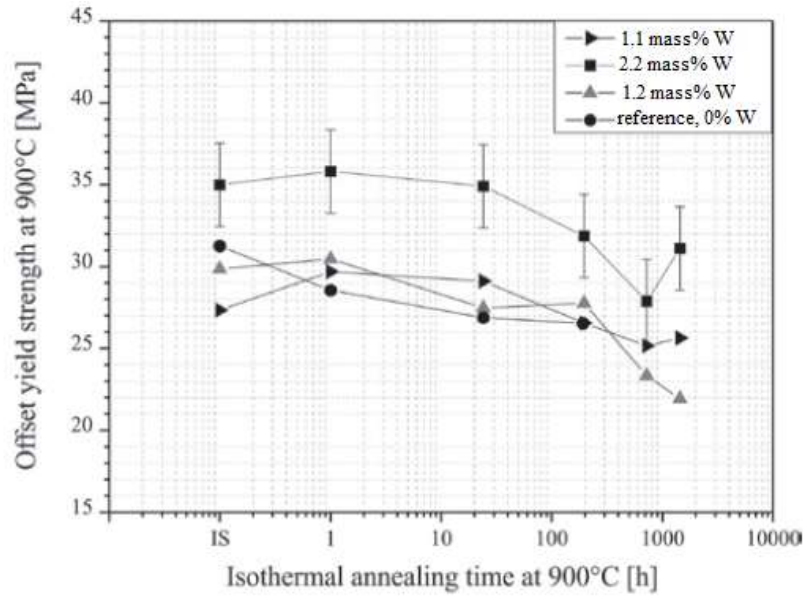 45
40
35
30
25
20
15
Offset yield strength at 900°C [MPa]
1.1 mass% W
2.2 mass% W
1.2 mass% W
reference, 0% W
IS
1
10
100
1000
10000
Isothermal annealing time at 900°C [h]